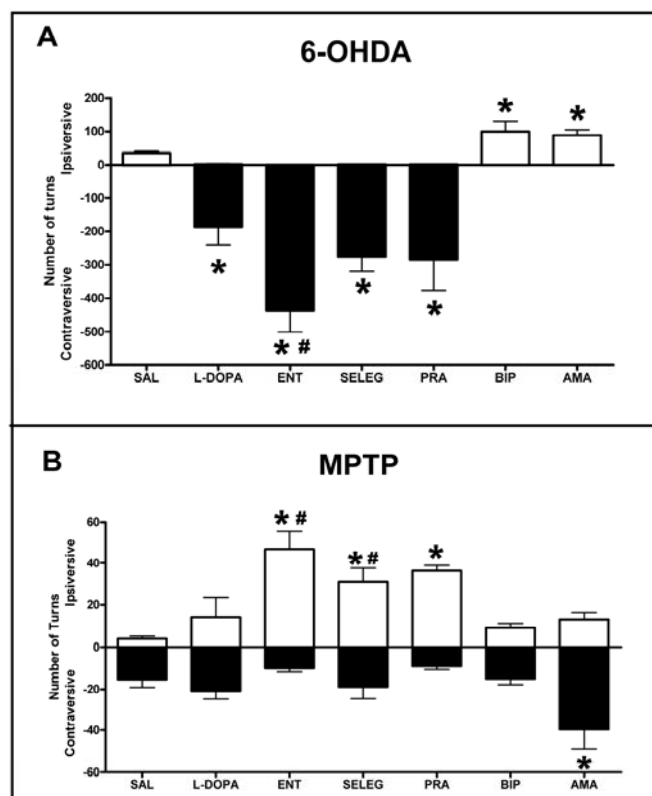 A
6-OHDA
Number of turns
Contraversive Ipsiversive
200
100
0
-100
-200
-300
-400
-500
-600
* * * *# * * *
SAL L-DOPA ENT SELEG PRA BIP AMA
B
MPTP
Number of Turns
Contraversive Ipsiversive
60
40
20
0
-20
-40
-60
*# *# * *
SAL L-DOPA ENT SELEG PRA BIP AMA